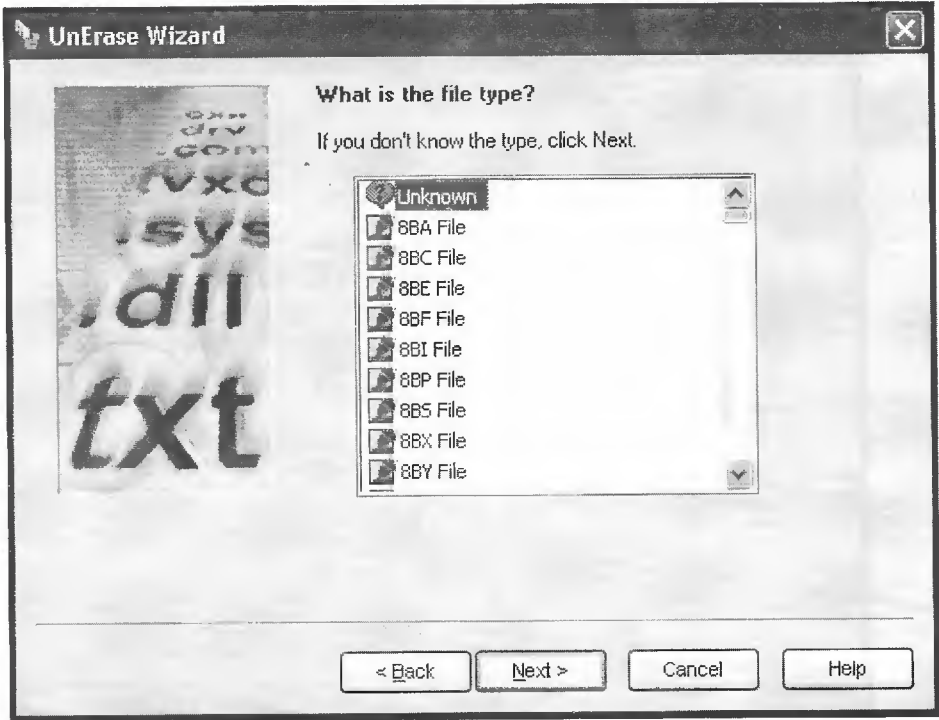 UnErase Wizard
exe
drv
.com
.vxd
.sys
.dll
txt
What is the file type?
If you don't know the type, click Next.
Unknown
8BA File
8BC File
8BE File
8BF File
8BI File
8BP File
8BS File
8BX File
8BY File
< Back
Next >
Cancel
Help